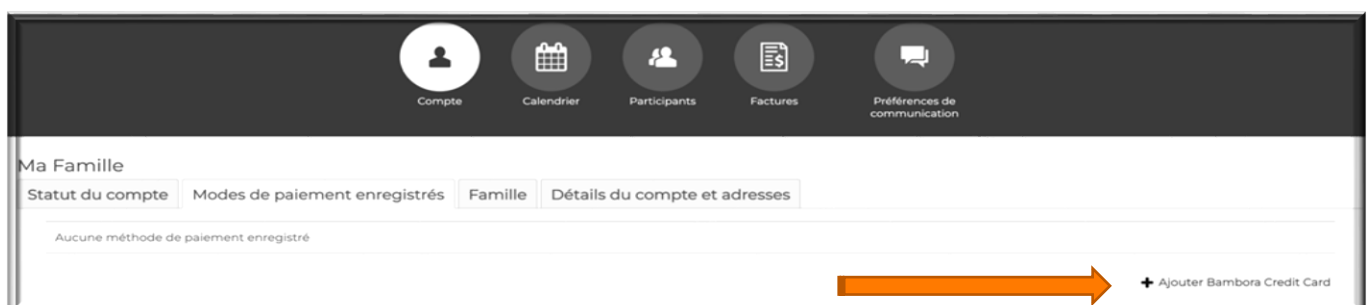 Compte
Calendrier
Participants
Factures
Préférences de
communication
Ma Famille
Statut du compte
Modes de paiement enregistrés
Famille
Détails du compte et adresses
Aucune méthode de paiement enregistré
+ Ajouter Bambora Credit Card